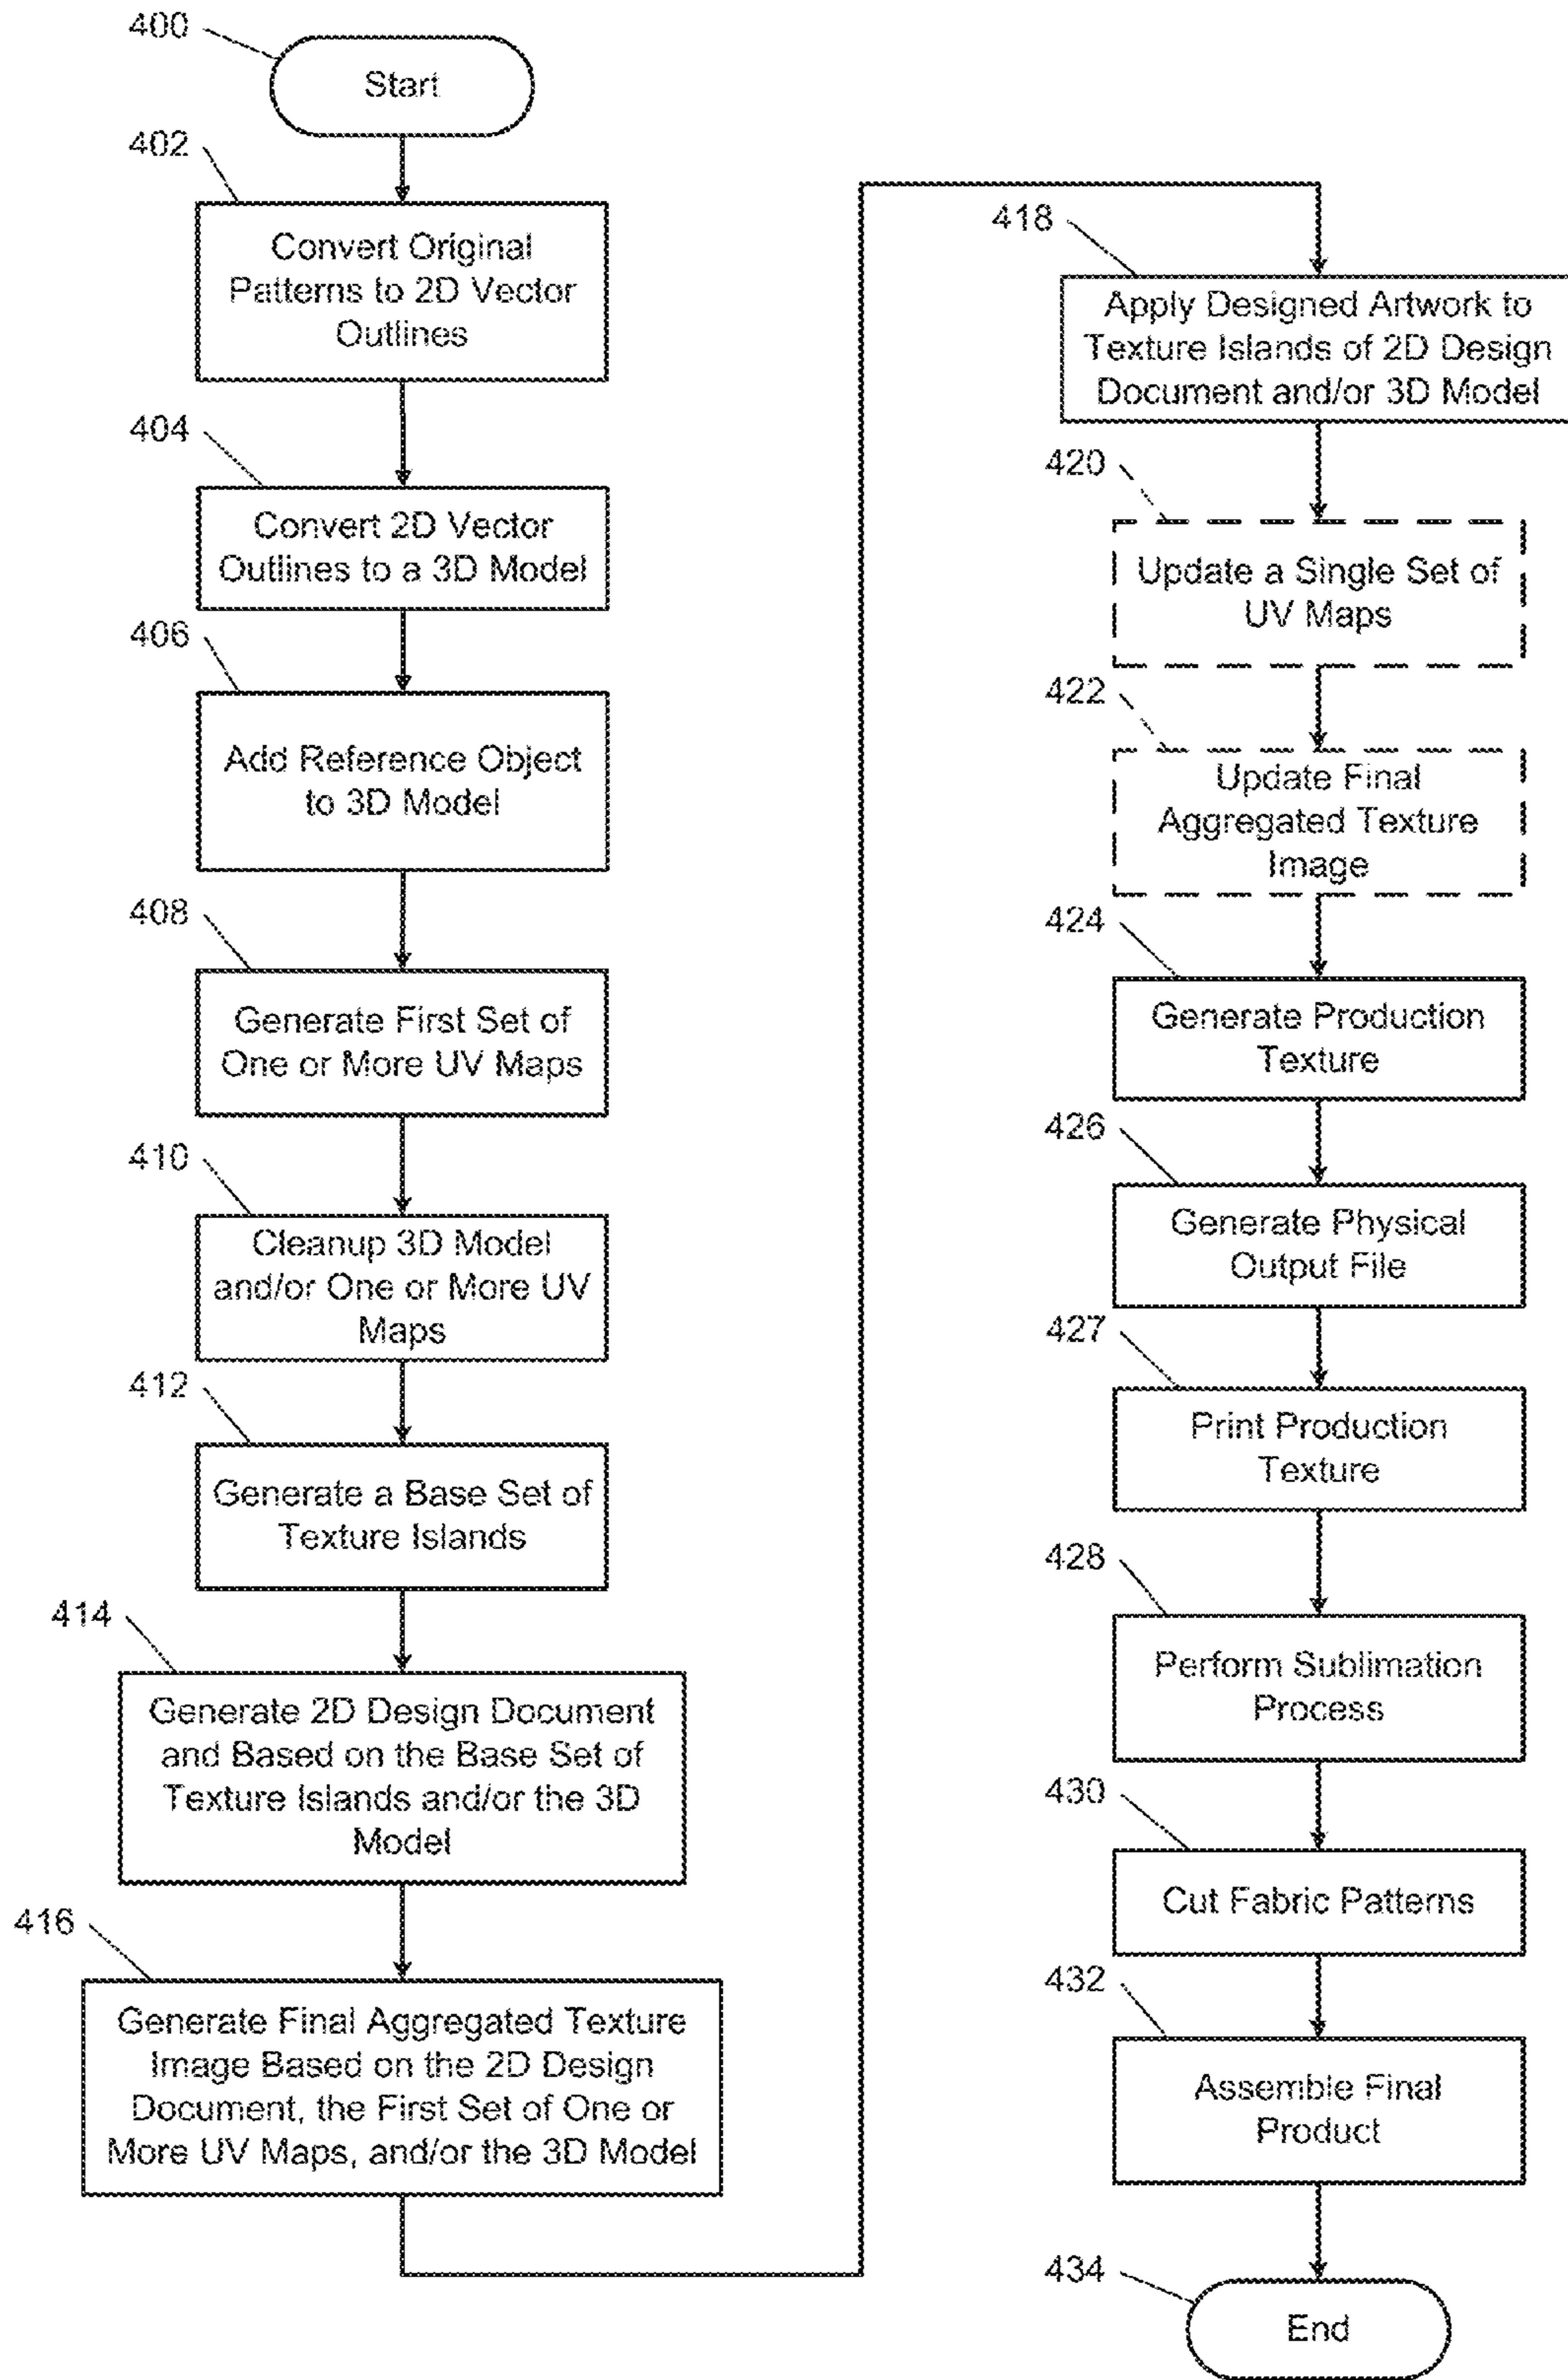 400
Start
402
Convert Original
Patterns to 2D Vector
Outlines
404
Convert 2D Vector
Outlines to a 3D Model
406
Add Reference Object
to 3D Model
408
Generate First Set of
One or More UV Maps
410
Cleanup 3D Model
and/or One or More UV
Maps
412
Generate a Base Set of
Texture Islands
414
Generate 2D Design Document
and Based on the Base Set of
Texture Islands and/or the 3D
Model
416
Generate Final Aggregated Texture
Image Based on the 2D Design
Document, the First Set of One or
More UV Maps, and/or the 3D Model
418
Apply Designed Artwork to
Texture Islands of 2D Design
Document and/or 3D Model
420
Update a Single Set of
UV Maps
422
Update Final
Aggregated Texture
Image
424
Generate Production
Texture
426
Generate Physical
Output File
427
Print Production
Texture
428
Perform Sublimation
Process
430
Cut Fabric Patterns
432
Assemble Final
Product
434
End